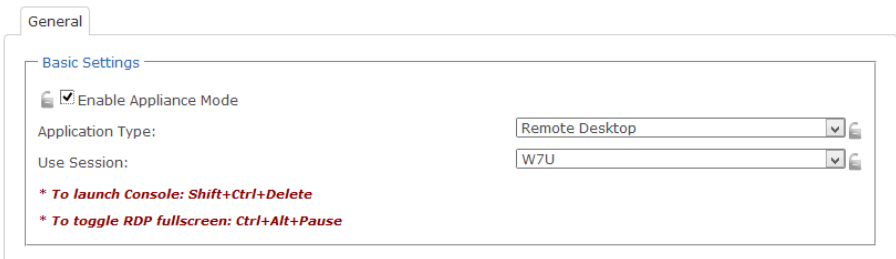 General
Basic Settings
Enable Appliance Mode
Application Type: Remote Desktop
Use Session: W7U
* To launch Console: Shift+Ctrl+Delete
* To toggle RDP fullscreen: Ctrl+Alt+Pause